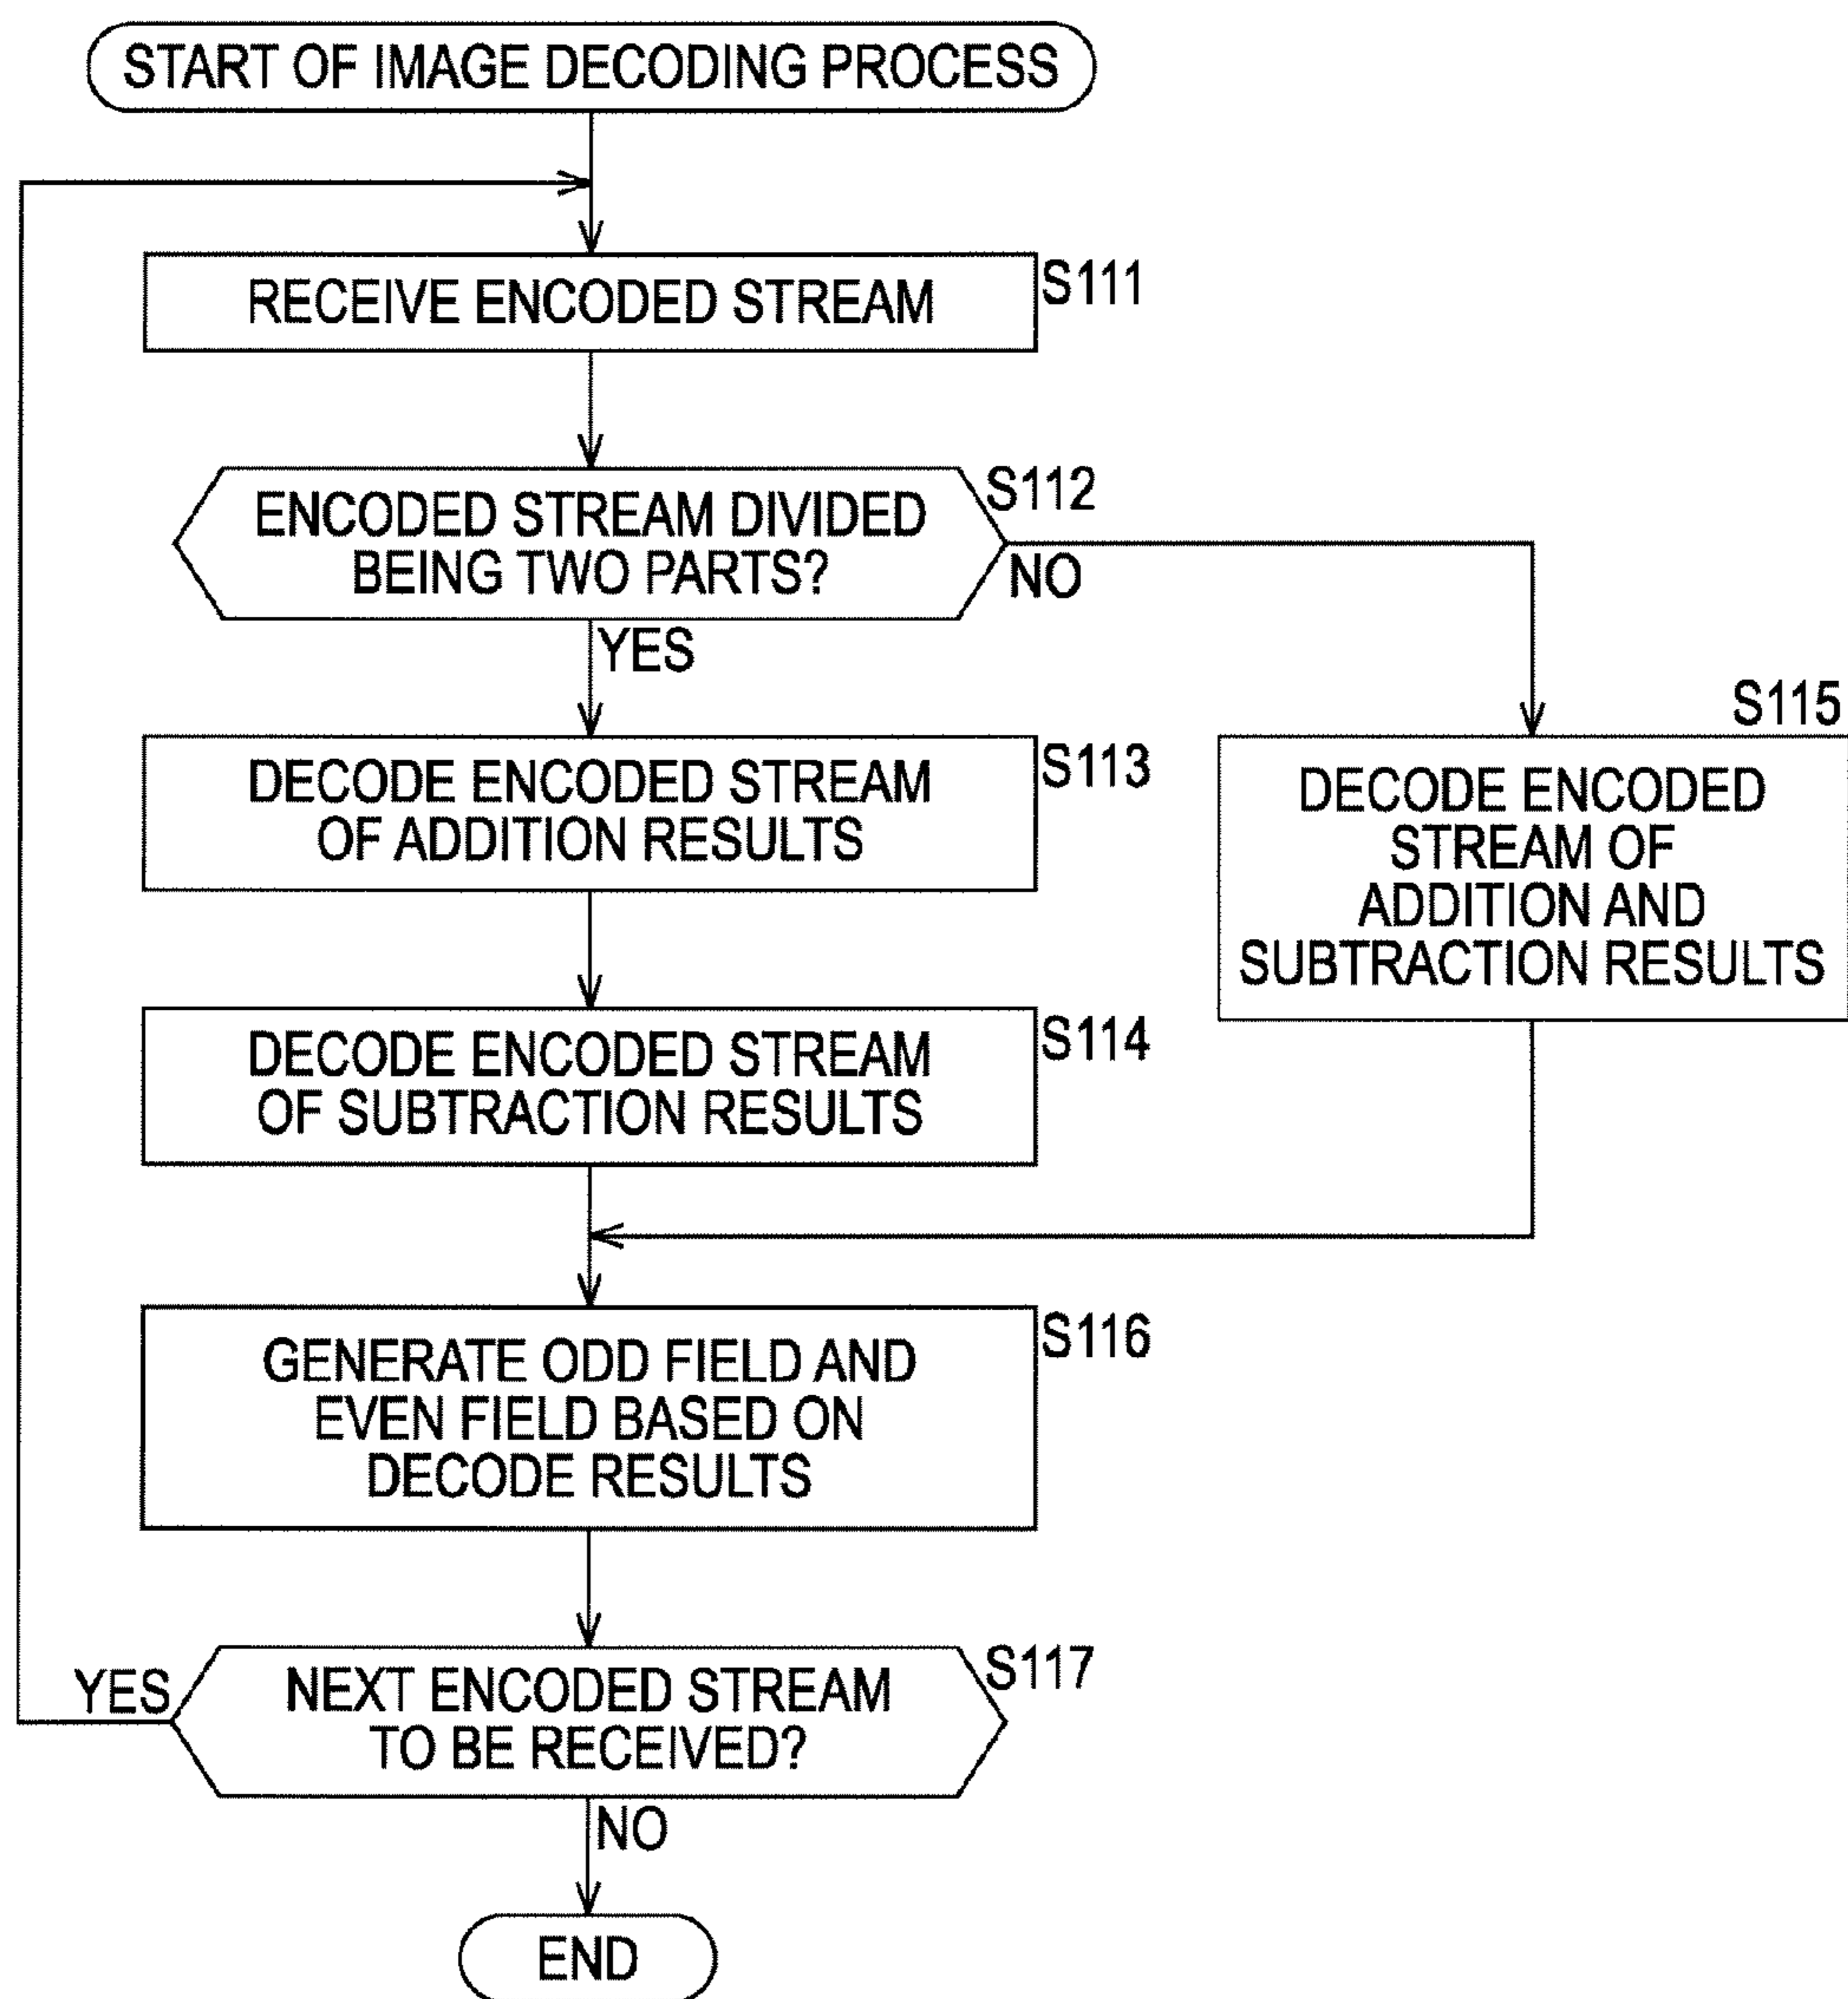 START OF IMAGE DECODING PROCESS
RECEIVE ENCODED STREAM
S111
ENCODED STREAM DIVIDED
BEING TWO PARTS?
S112
NO
YES
DECODE ENCODED STREAM
OF ADDITION RESULTS
S113
DECODE ENCODED STREAM
OF SUBTRACTION RESULTS
S114
S115
DECODE ENCODED
STREAM OF
ADDITION AND
SUBTRACTION RESULTS
GENERATE ODD FIELD AND
EVEN FIELD BASED ON
DECODE RESULTS
S116
YES
NEXT ENCODED STREAM
TO BE RECEIVED?
S117
NO
END